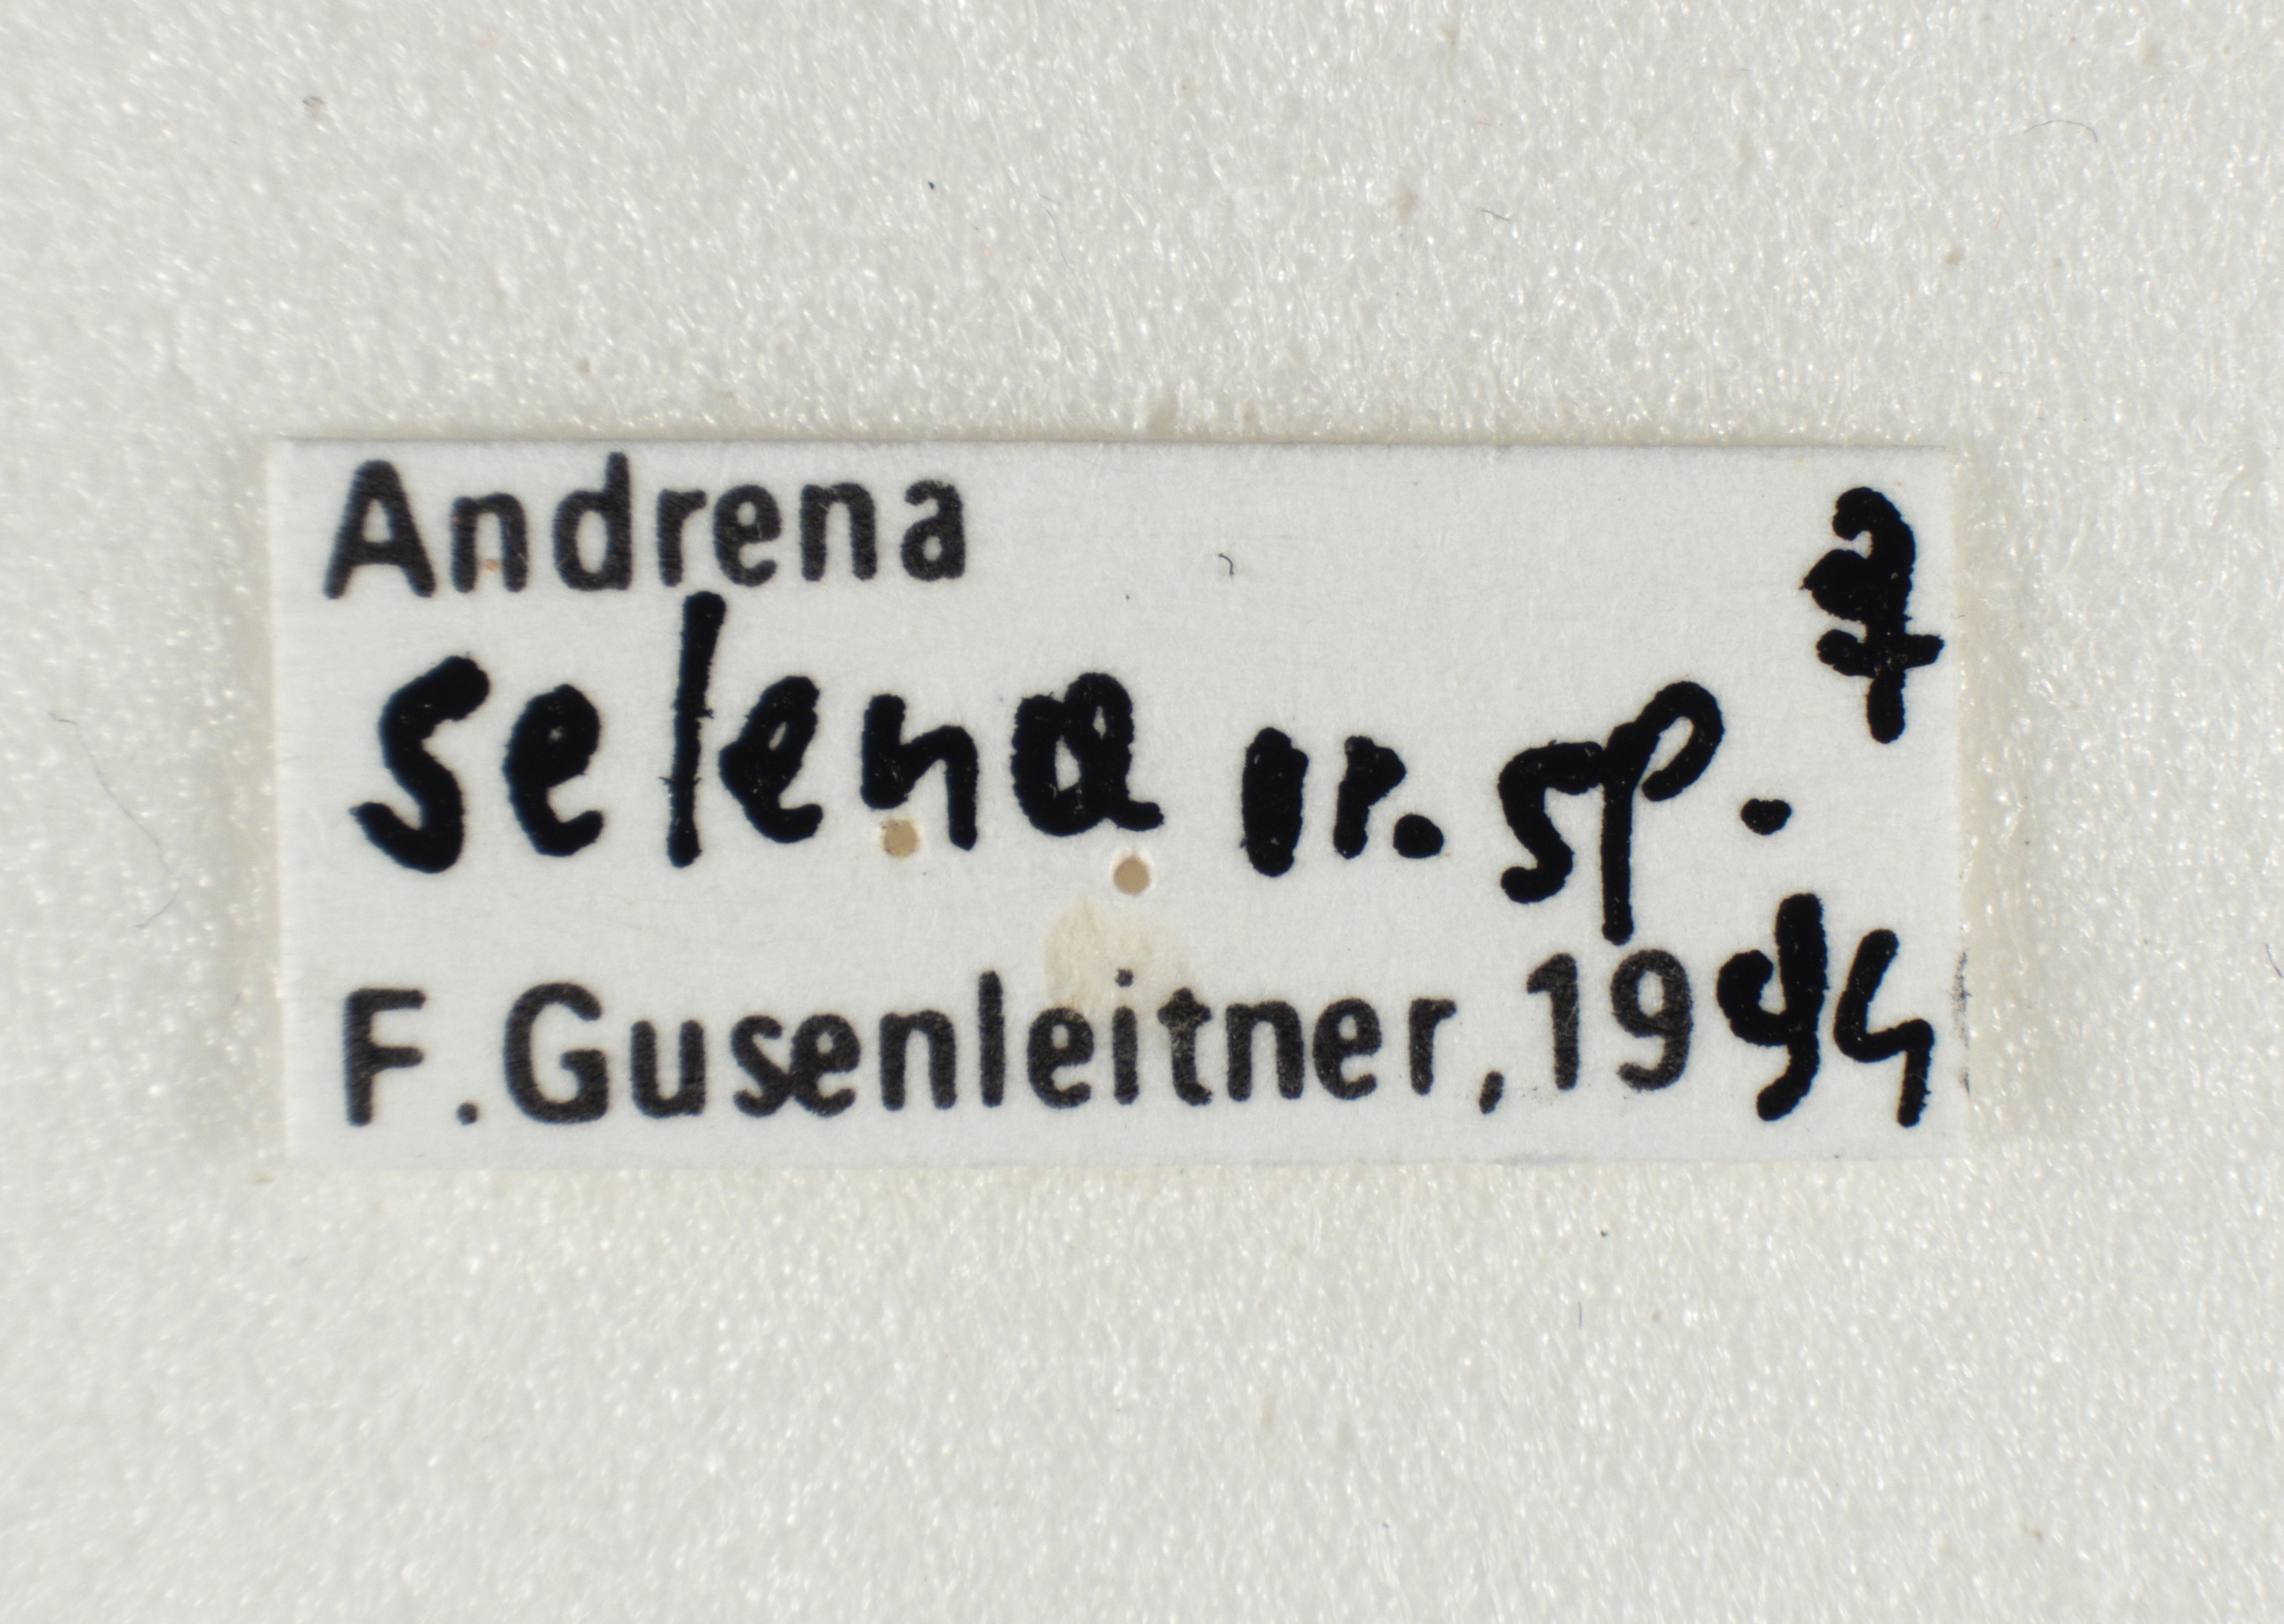 Andrena ♀
selena n. sp.
F. Gusenleitner, 1994